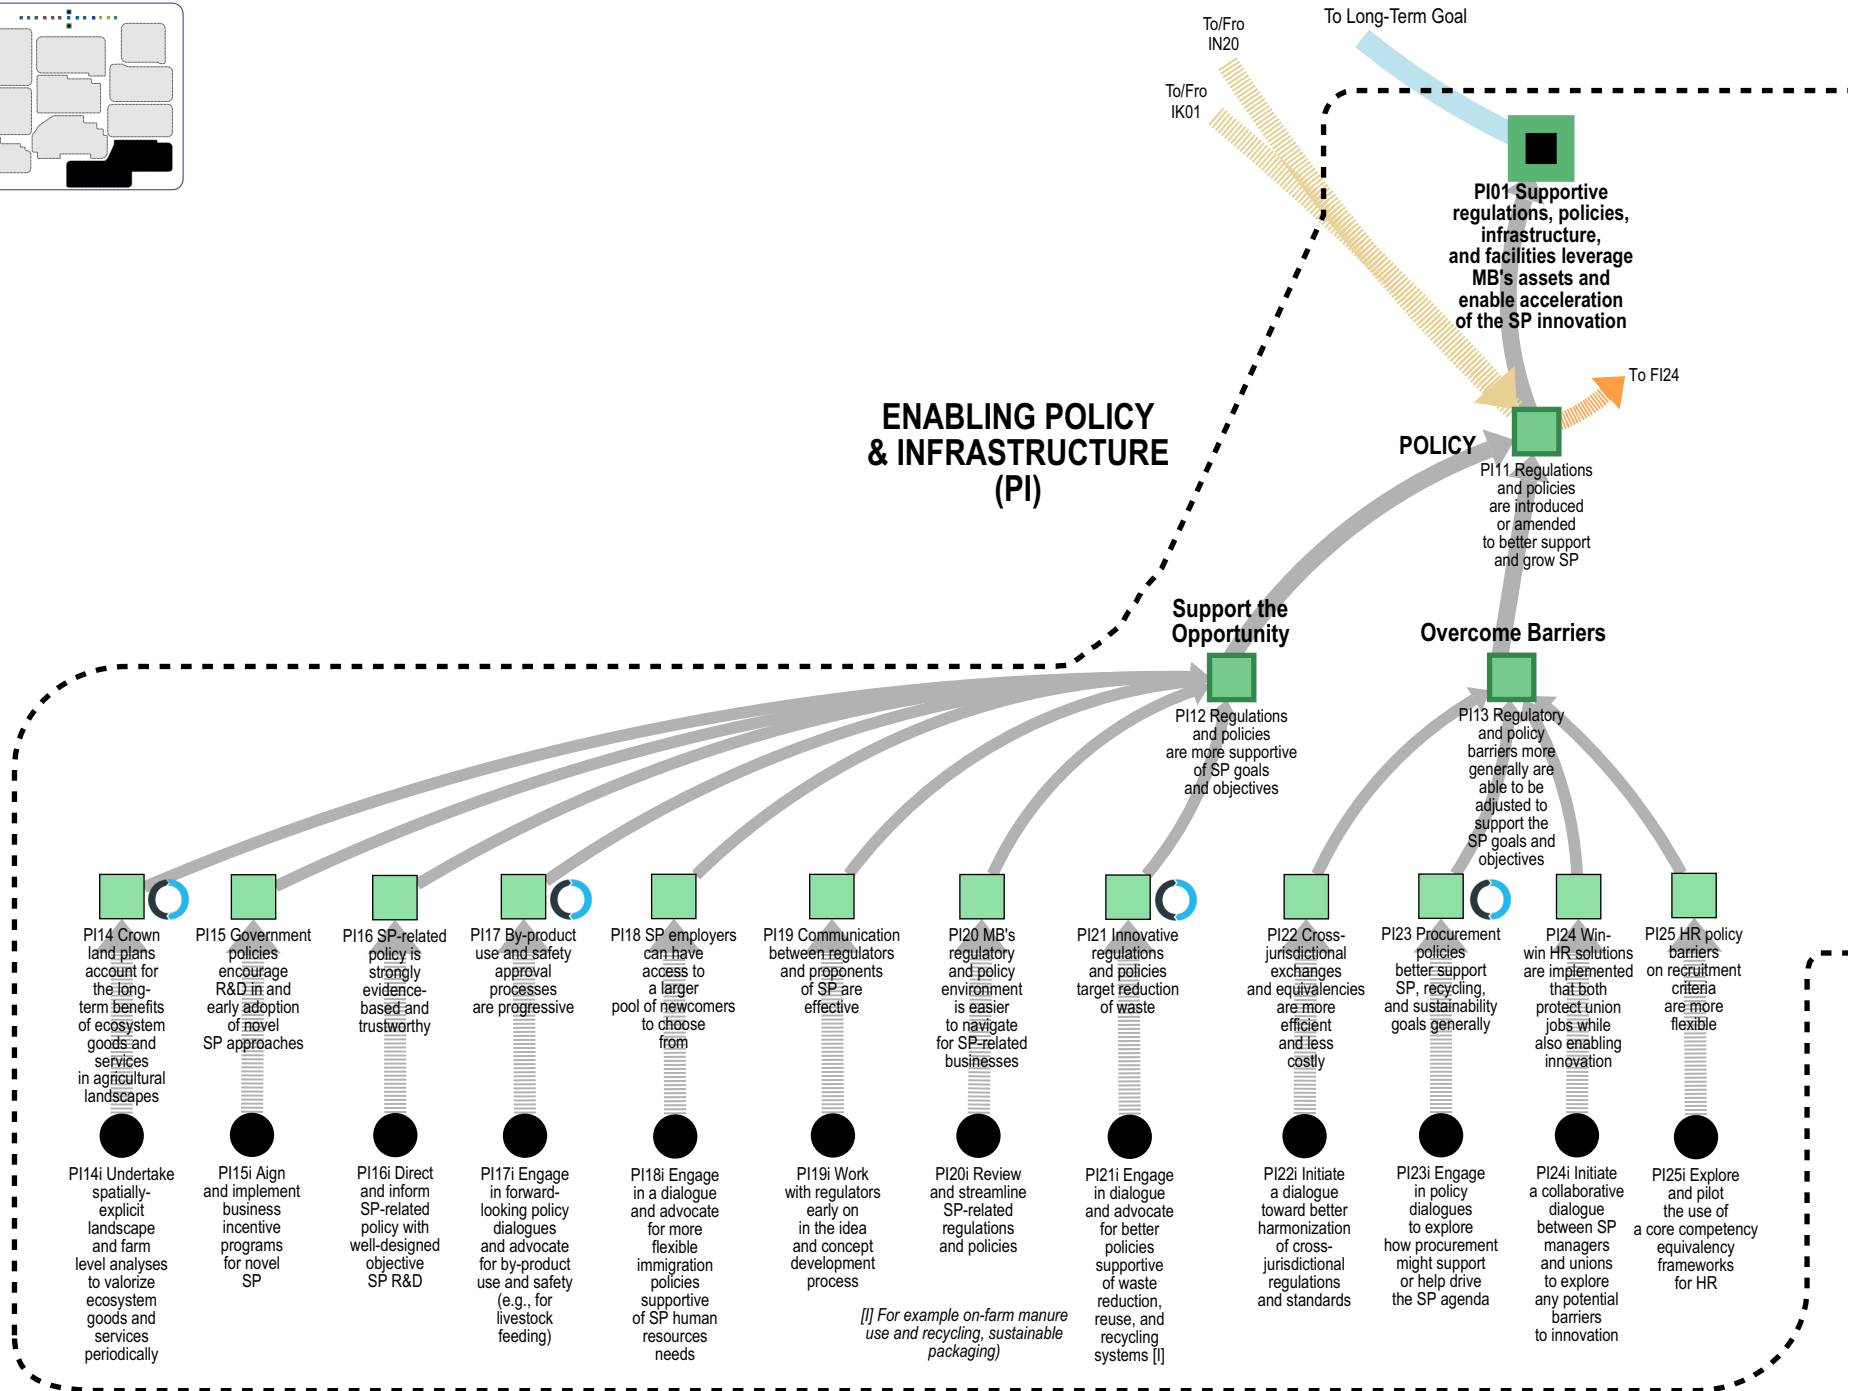 To/Fro
IN20
To Long-Term Goal
To/Fro
IK01
PI01 Supportive
regulations, policies,
infrastructure,
and facilities leverage
MB's assets and
enable acceleration
of the SP innovation
To FI24
ENABLING POLICY
& INFRASTRUCTURE
(PI)
POLICY
PI11 Regulations
and policies
are introduced
or amended
to better support
and grow SP
Support the
Opportunity
Overcome Barriers
PI12 Regulations
and policies
are more supportive
of SP goals
and objectives
PI13 Regulatory
and policy
barriers more
generally are
able to be
adjusted to
support the
SP goals and
objectives
PI14 Crown
land plans
account for
the long-
term benefits
of ecosystem
goods and
services
in agricultural
landscapes
PI15 Government
policies
encourage
R&D in and
early adoption
of novel
SP approaches
PI16 SP-related
policy is
strongly
evidence-
based and
trustworthy
PI17 By-product
use and safety
approval
processes
are progressive
PI18 SP employers
can have
access to
a larger
pool of newcomers
to choose
from
PI19 Communication
between regulators
and proponents
of SP are
effective
PI20 MB's
regulatory
and policy
environment
is easier
to navigate
for SP-related
businesses
PI21 Innovative
regulations
and policies
target reduction
of waste
PI22 Cross-
jurisdictional
exchanges
and equivalencies
are more
efficient
and less
costly
PI23 Procurement
policies
better support
SP, recycling,
and sustainability
goals generally
PI24 Win-
win HR solutions
are implemented
that both
protect union
jobs while
also enabling
innovation
PI25 HR policy
barriers
on recruitment
criteria
are more
flexible
PI14i Undertake
spatially-
explicit
landscape
and farm
level analyses
to valorize
ecosystem
goods and
services
periodically
PI15i Aign
and implement
business
incentive
programs
for novel
SP
PI16i Direct
and inform
SP-related
policy with
well-designed
objective
SP R&D
PI17i Engage
in forward-
looking policy
dialogues
and advocate
for by-product
use and safety
(e.g., for
livestock
feeding)
PI18i Engage
in a dialogue
and advocate
for more
flexible
immigration
policies
supportive
of SP human
resources
needs
PI19i Work
with regulators
early on
in the idea
and concept
development
process
PI20i Review
and streamline
SP-related
regulations
and policies
PI21i Engage
in dialogue
and advocate
for better
policies
supportive
of waste
reduction,
reuse, and
recycling
systems [I]
[I] For example on-farm manure
use and recycling, sustainable
packaging)
PI22i Initiate
a dialogue
toward better
harmonization
of cross-
jurisdictional
regulations
and standards
PI23i Engage
in policy
dialogues
to explore
how procurement
might support
or help drive
the SP agenda
PI24i Initiate
a collaborative
dialogue
between SP
managers
and unions
to explore
any potential
barriers
to innovation
PI25i Explore
and pilot
the use of
a core competency
equivalency
frameworks
for HR